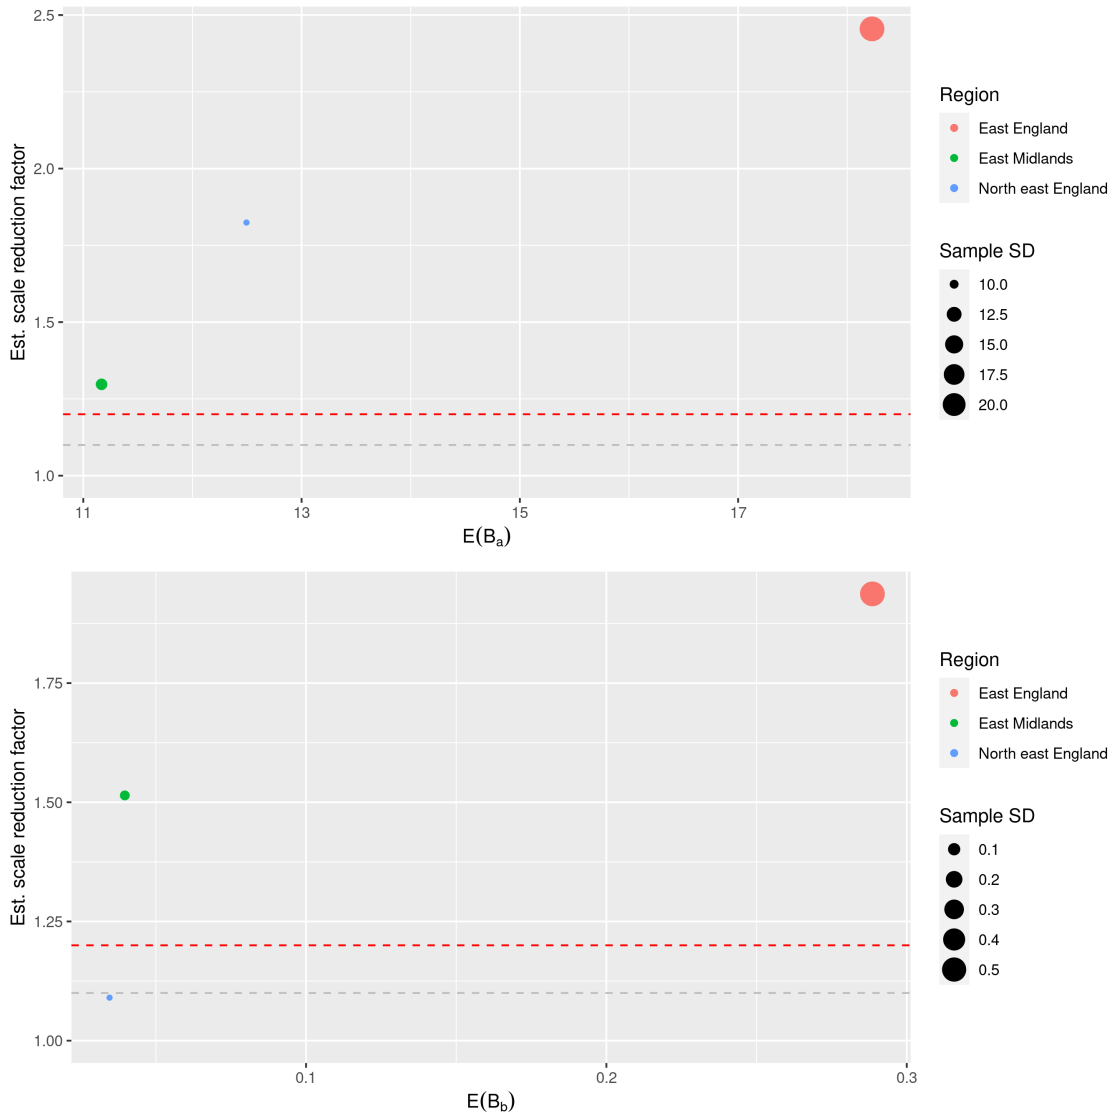 2.5
2.0
1.5
1.0
Est. scale reduction factor
11 13 15 17
E(Bₐ)
Region
East England
East Midlands
North east England
Sample SD
10.0
12.5
15.0
17.5
20.0
1.75
1.50
1.25
1.00
Est. scale reduction factor
0.1 0.2 0.3
E(B_b)
Region
East England
East Midlands
North east England
Sample SD
0.1
0.2
0.3
0.4
0.5